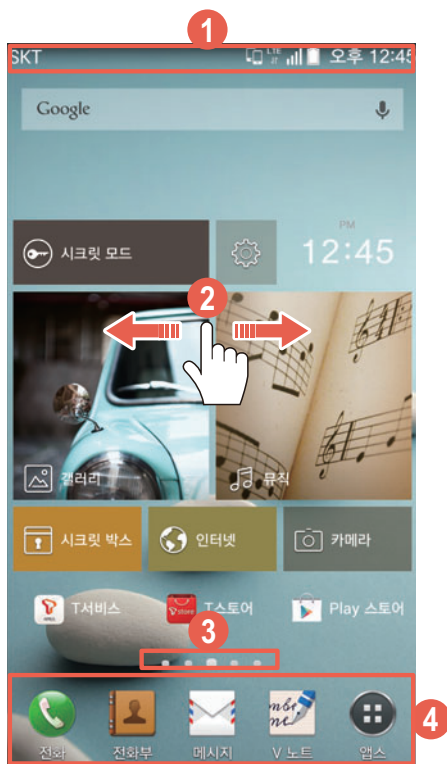 1
SKT LTE 오후 12:45
Google
PM
시크릿 모드 12:45
2
갤러리 뮤직
시크릿 박스 인터넷 카메라
T서비스 T스토어 Play 스토어
3
4
전화 전화부 메시지 V 노트 앱스